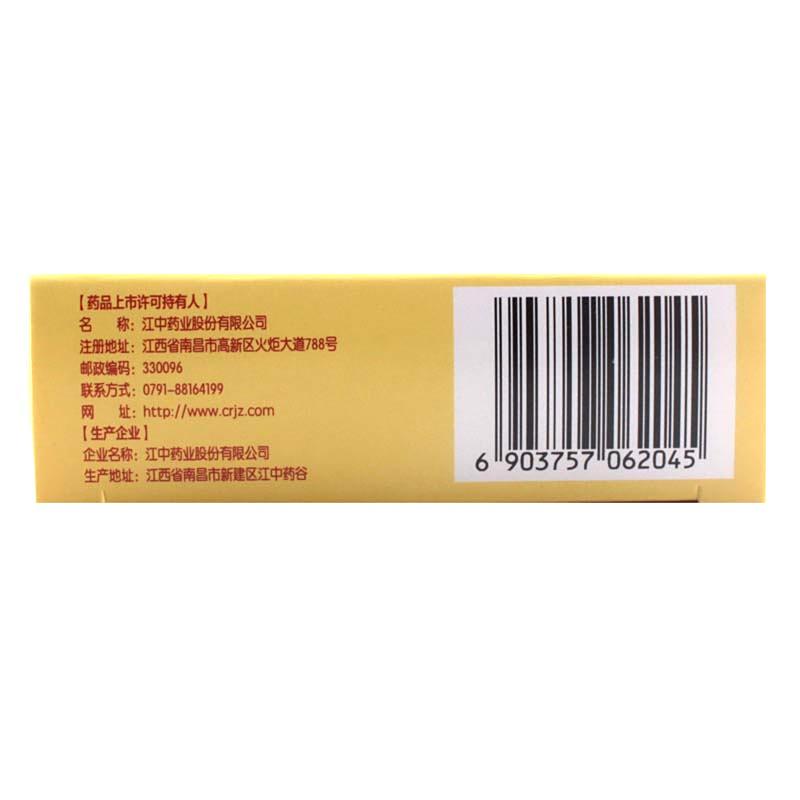 【药品上市许可持有人】
名　　称：江中药业股份有限公司
注册地址：江西省南昌市高新区火炬大道788号
邮政编码：330096
联系方式：0791-88164199
网　　址：http://www.crjz.com
【生产企业】
企业名称：江中药业股份有限公司
生产地址：江西省南昌市新建区江中药谷
6 903757 062045